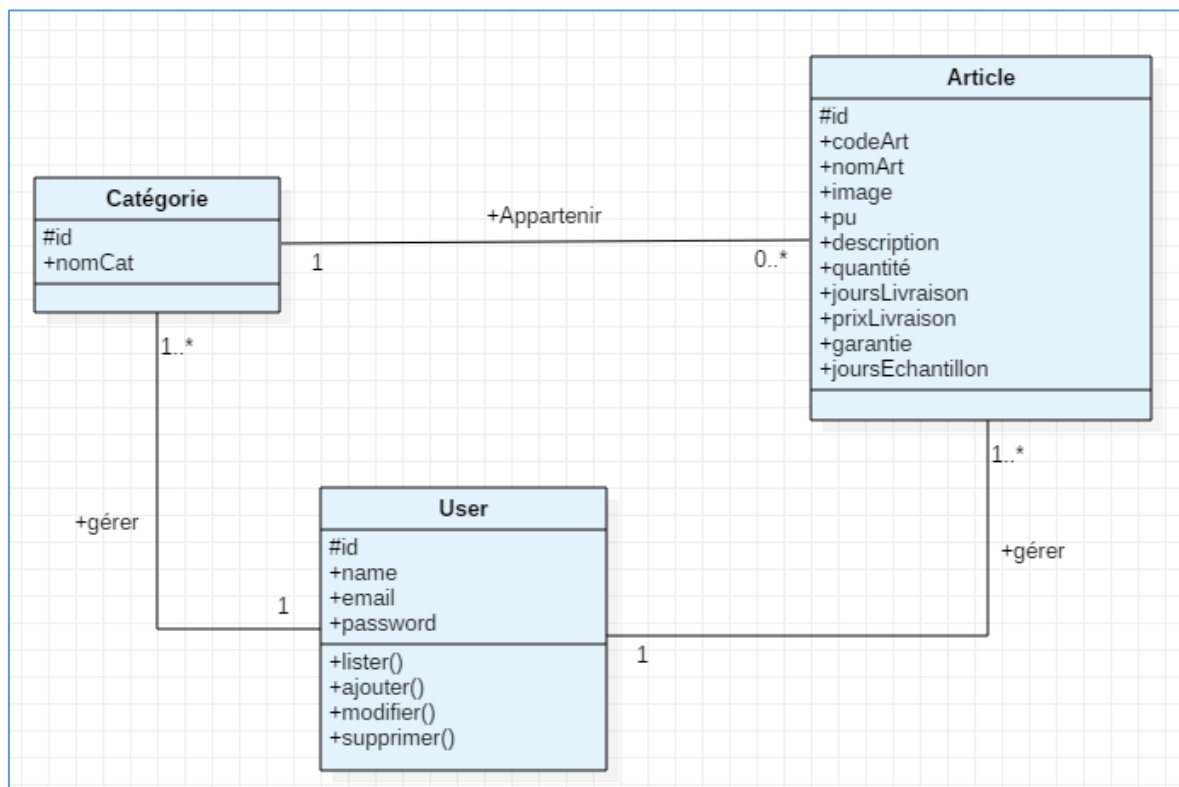 Article
#id
+codeArt
+nomArt
+image
+pu
+description
+quantité
+joursLivraison
+prixLivraison
+garantie
+joursEchantillon
Catégorie
#id
+nomCat
+Appartenir
1
0..*
1..*
+gérer
1
User
#id
+name
+email
+password
+lister()
+ajouter()
+modifier()
+supprimer()
1..*
+gérer
1